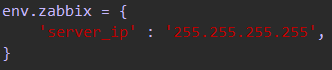 env.zabbix = {
    'server_ip' : '255.255.255.255',
}